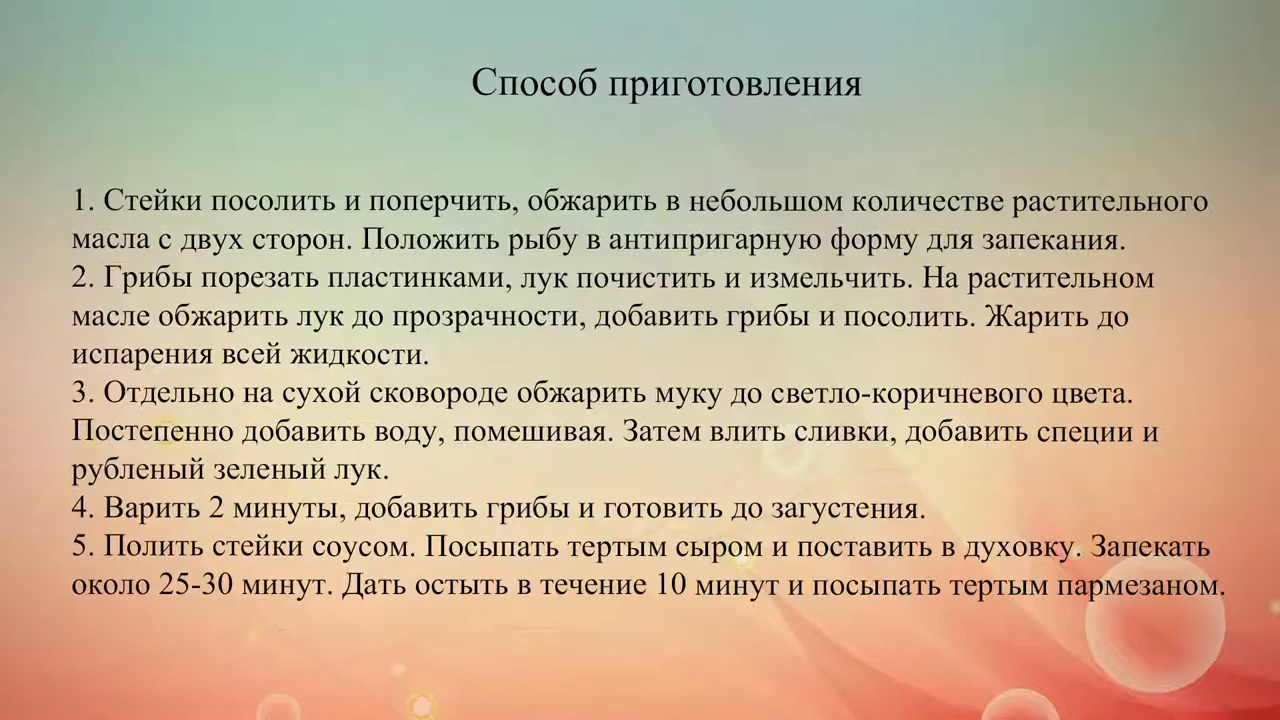 Способ приготовления
1. Стейки посолить и поперчить, обжарить в небольшом количестве растительного
масла с двух сторон. Положить рыбу в антипригарную форму для запекания.
2. Грибы порезать пластинками, лук почистить и измельчить. На растительном
масле обжарить лук до прозрачности, добавить грибы и посолить. Жарить до
испарения всей жидкости.
3. Отдельно на сухой сковороде обжарить муку до светло-коричневого цвета.
Постепенно добавить воду, помешивая. Затем влить сливки, добавить специи и
рубленый зеленый лук.
4. Варить 2 минуты, добавить грибы и готовить до загустения.
5. Полить стейки соусом. Посыпать тертым сыром и поставить в духовку. Запекать
около 25-30 минут. Дать остыть в течение 10 минут и посыпать тертым пармезаном.